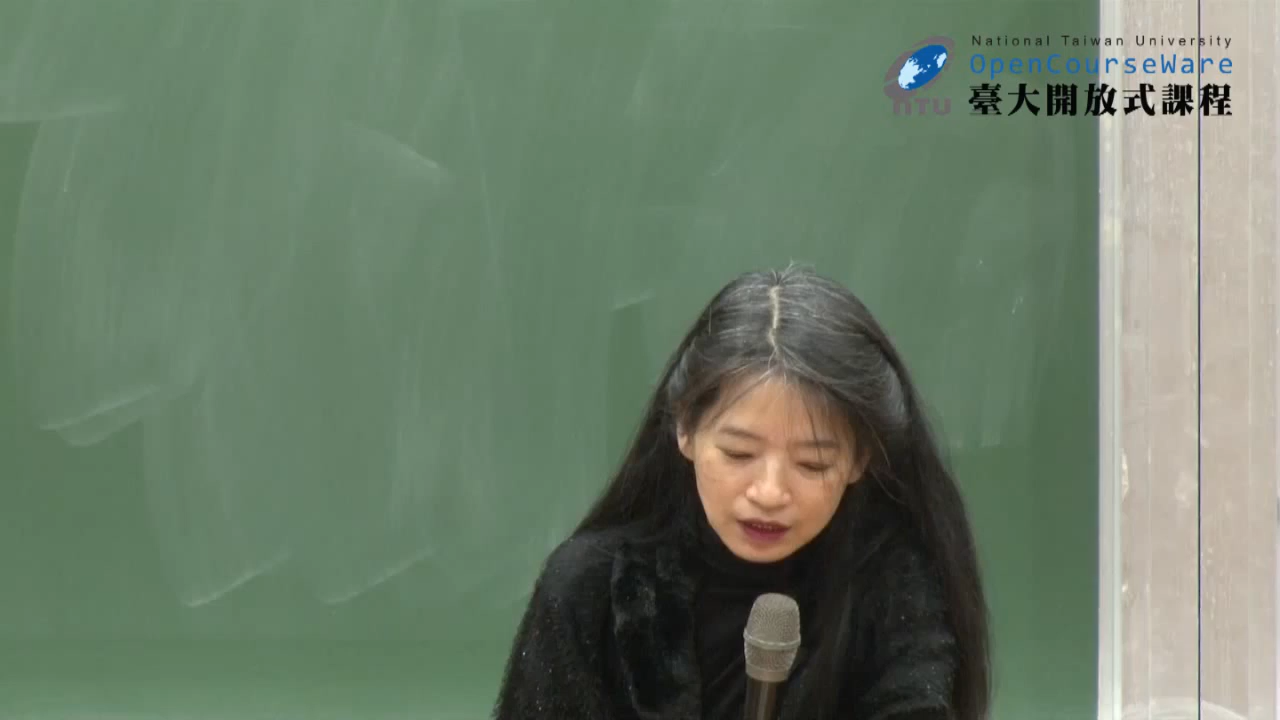 National Taiwan University
OpenCourseWare
NTU
臺大開放式課程